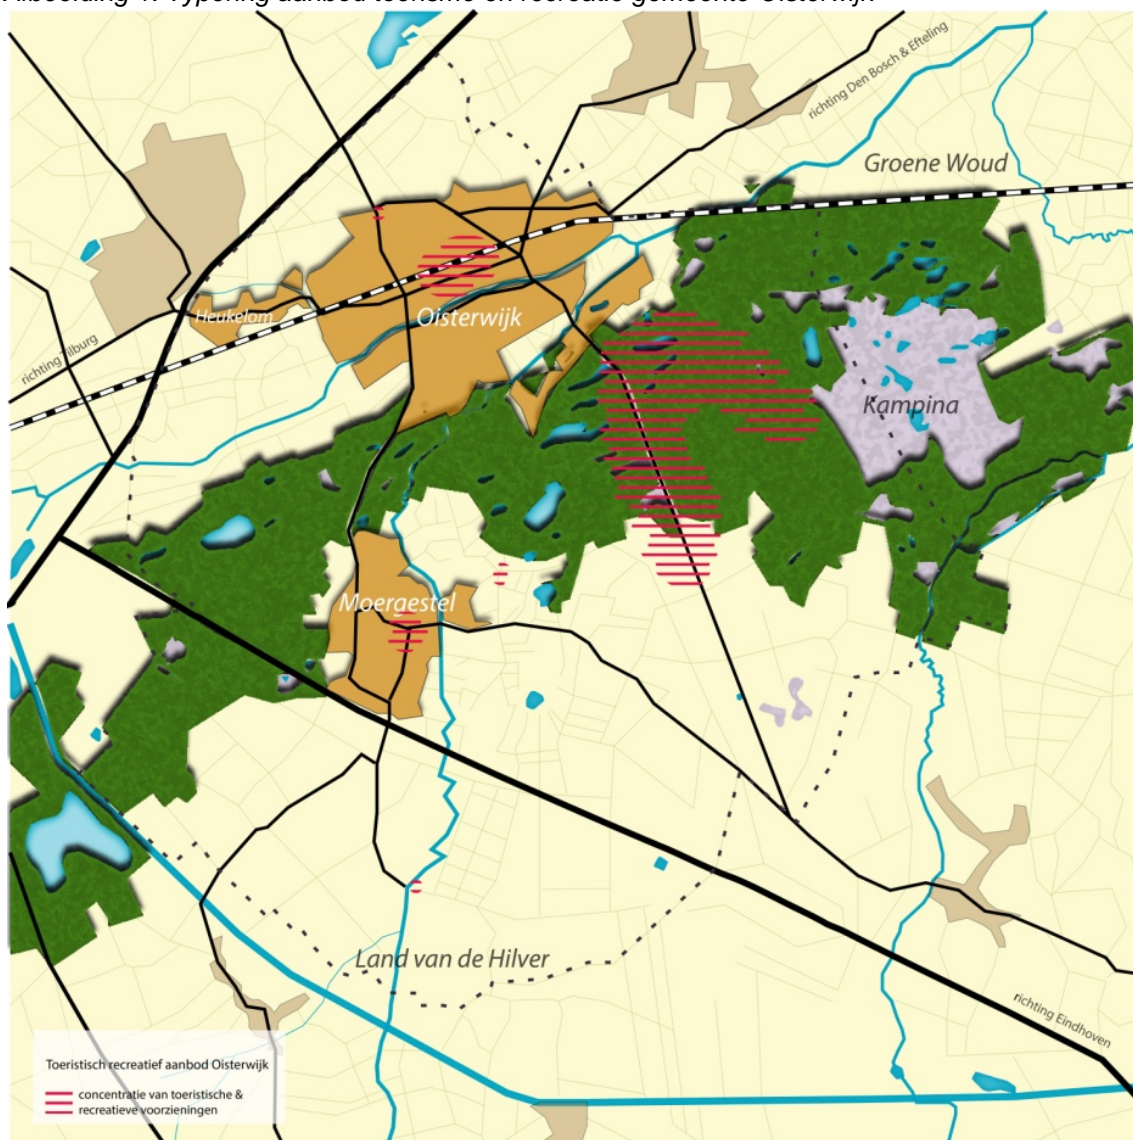 Afbeelding 1. Typering aanbod toerisme en recreatie gemeente Oisterwijk
richting Den Bosch & Efteling
Groene Woud
Heukelom
Oisterwijk
richting Tilburg
Kampina
Moergestel
Land van de Hilver
richting Eindhoven
Toeristisch recreatief aanbod Oisterwijk
concentratie van toeristische &
recreatieve voorzieningen